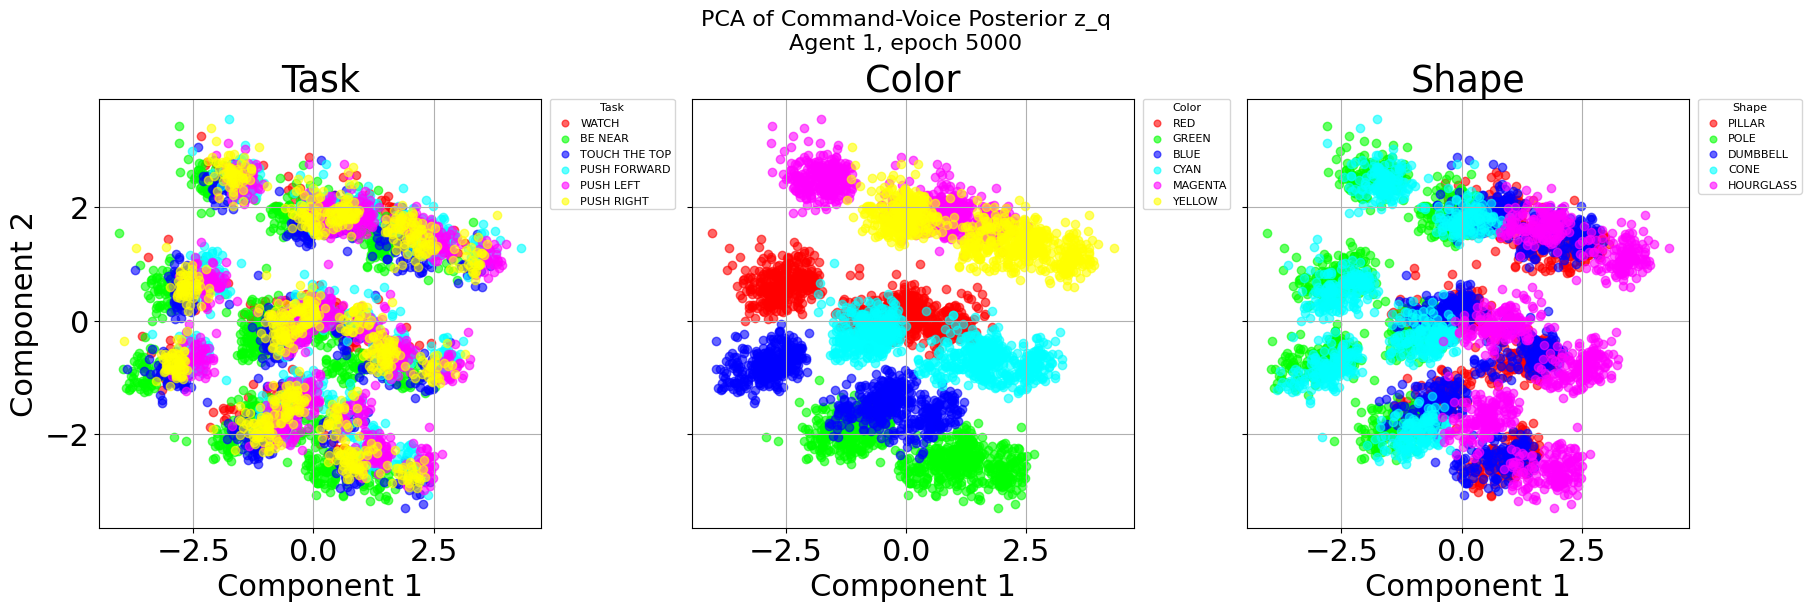 PCA of Command-Voice Posterior z_q
Agent 1, epoch 5000
Task
Component 2
2
0
−2
−2.5 0.0 2.5
Component 1
Task
WATCH
BE NEAR
TOUCH THE TOP
PUSH FORWARD
PUSH LEFT
PUSH RIGHT
Color
−2.5 0.0 2.5
Component 1
Color
RED
GREEN
BLUE
CYAN
MAGENTA
YELLOW
Shape
−2.5 0.0 2.5
Component 1
Shape
PILLAR
POLE
DUMBBELL
CONE
HOURGLASS